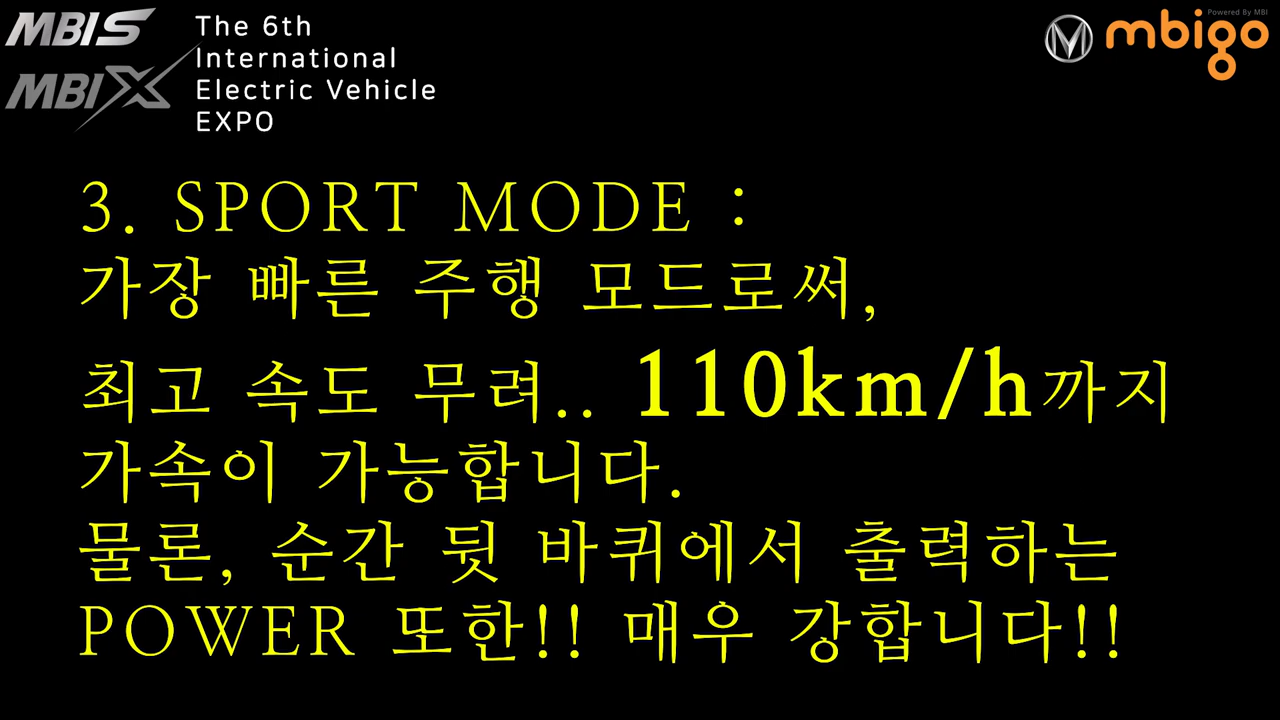 MBIS
MBIX
The 6th
International
Electric Vehicle
EXPO
Powered By MBI
mbigo
3. SPORT MODE :
가장 빠른 주행 모드로써,
최고 속도 무려.. 110km/h까지
가속이 가능합니다.
물론, 순간 뒷 바퀴에서 출력하는
POWER 또한!! 매우 강합니다!!